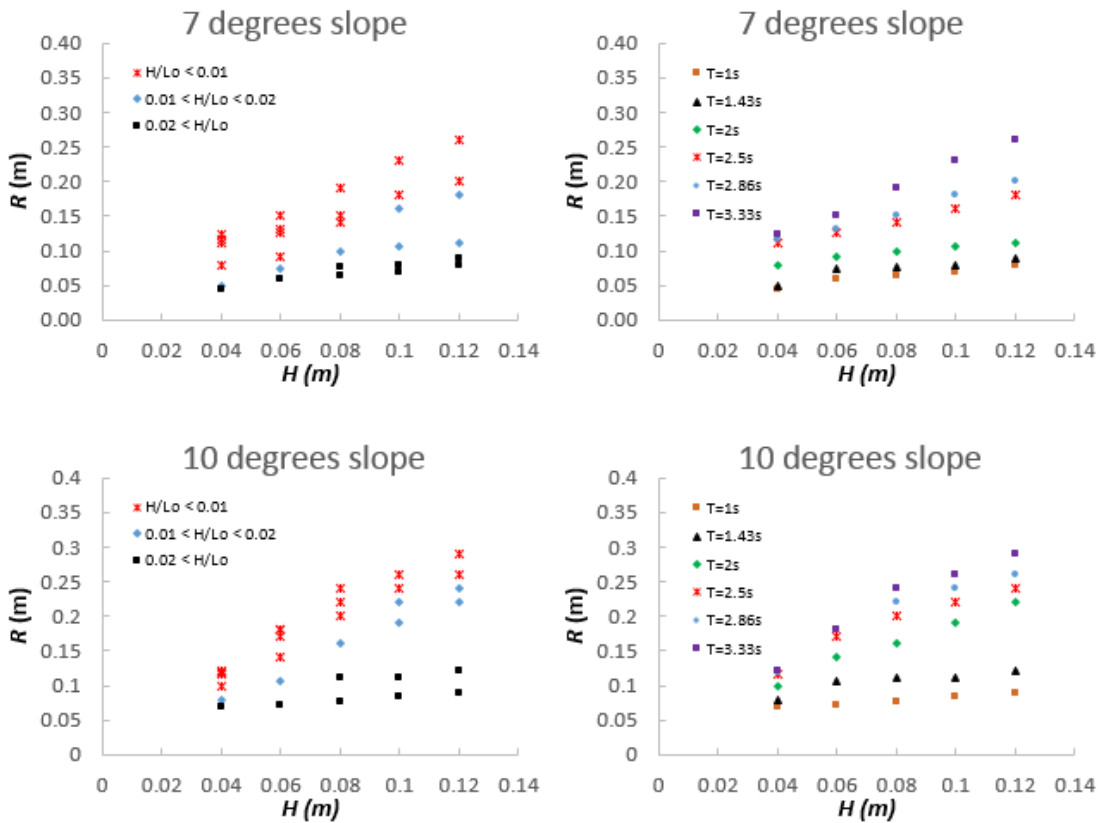 7 degrees slope
0.40
0.35
0.30
0.25
0.20
0.15
0.10
0.05
0.00
R (m)
H/Lo < 0.01
0.01 < H/Lo < 0.02
0.02 < H/Lo
0 0.02 0.04 0.06 0.08 0.1 0.12 0.14
H (m)
7 degrees slope
0.40
0.35
0.30
0.25
0.20
0.15
0.10
0.05
0.00
R (m)
T=1s
T=1.43s
T=2s
T=2.5s
T=2.86s
T=3.33s
0 0.02 0.04 0.06 0.08 0.1 0.12 0.14
H (m)
10 degrees slope
0.4
0.35
0.3
0.25
0.2
0.15
0.1
0.05
0
R (m)
H/Lo < 0.01
0.01 < H/Lo < 0.02
0.02 < H/Lo
0 0.02 0.04 0.06 0.08 0.1 0.12 0.14
H (m)
10 degrees slope
0.4
0.35
0.3
0.25
0.2
0.15
0.1
0.05
0
R (m)
T=1s
T=1.43s
T=2s
T=2.5s
T=2.86s
T=3.33s
0 0.02 0.04 0.06 0.08 0.1 0.12 0.14
H (m)